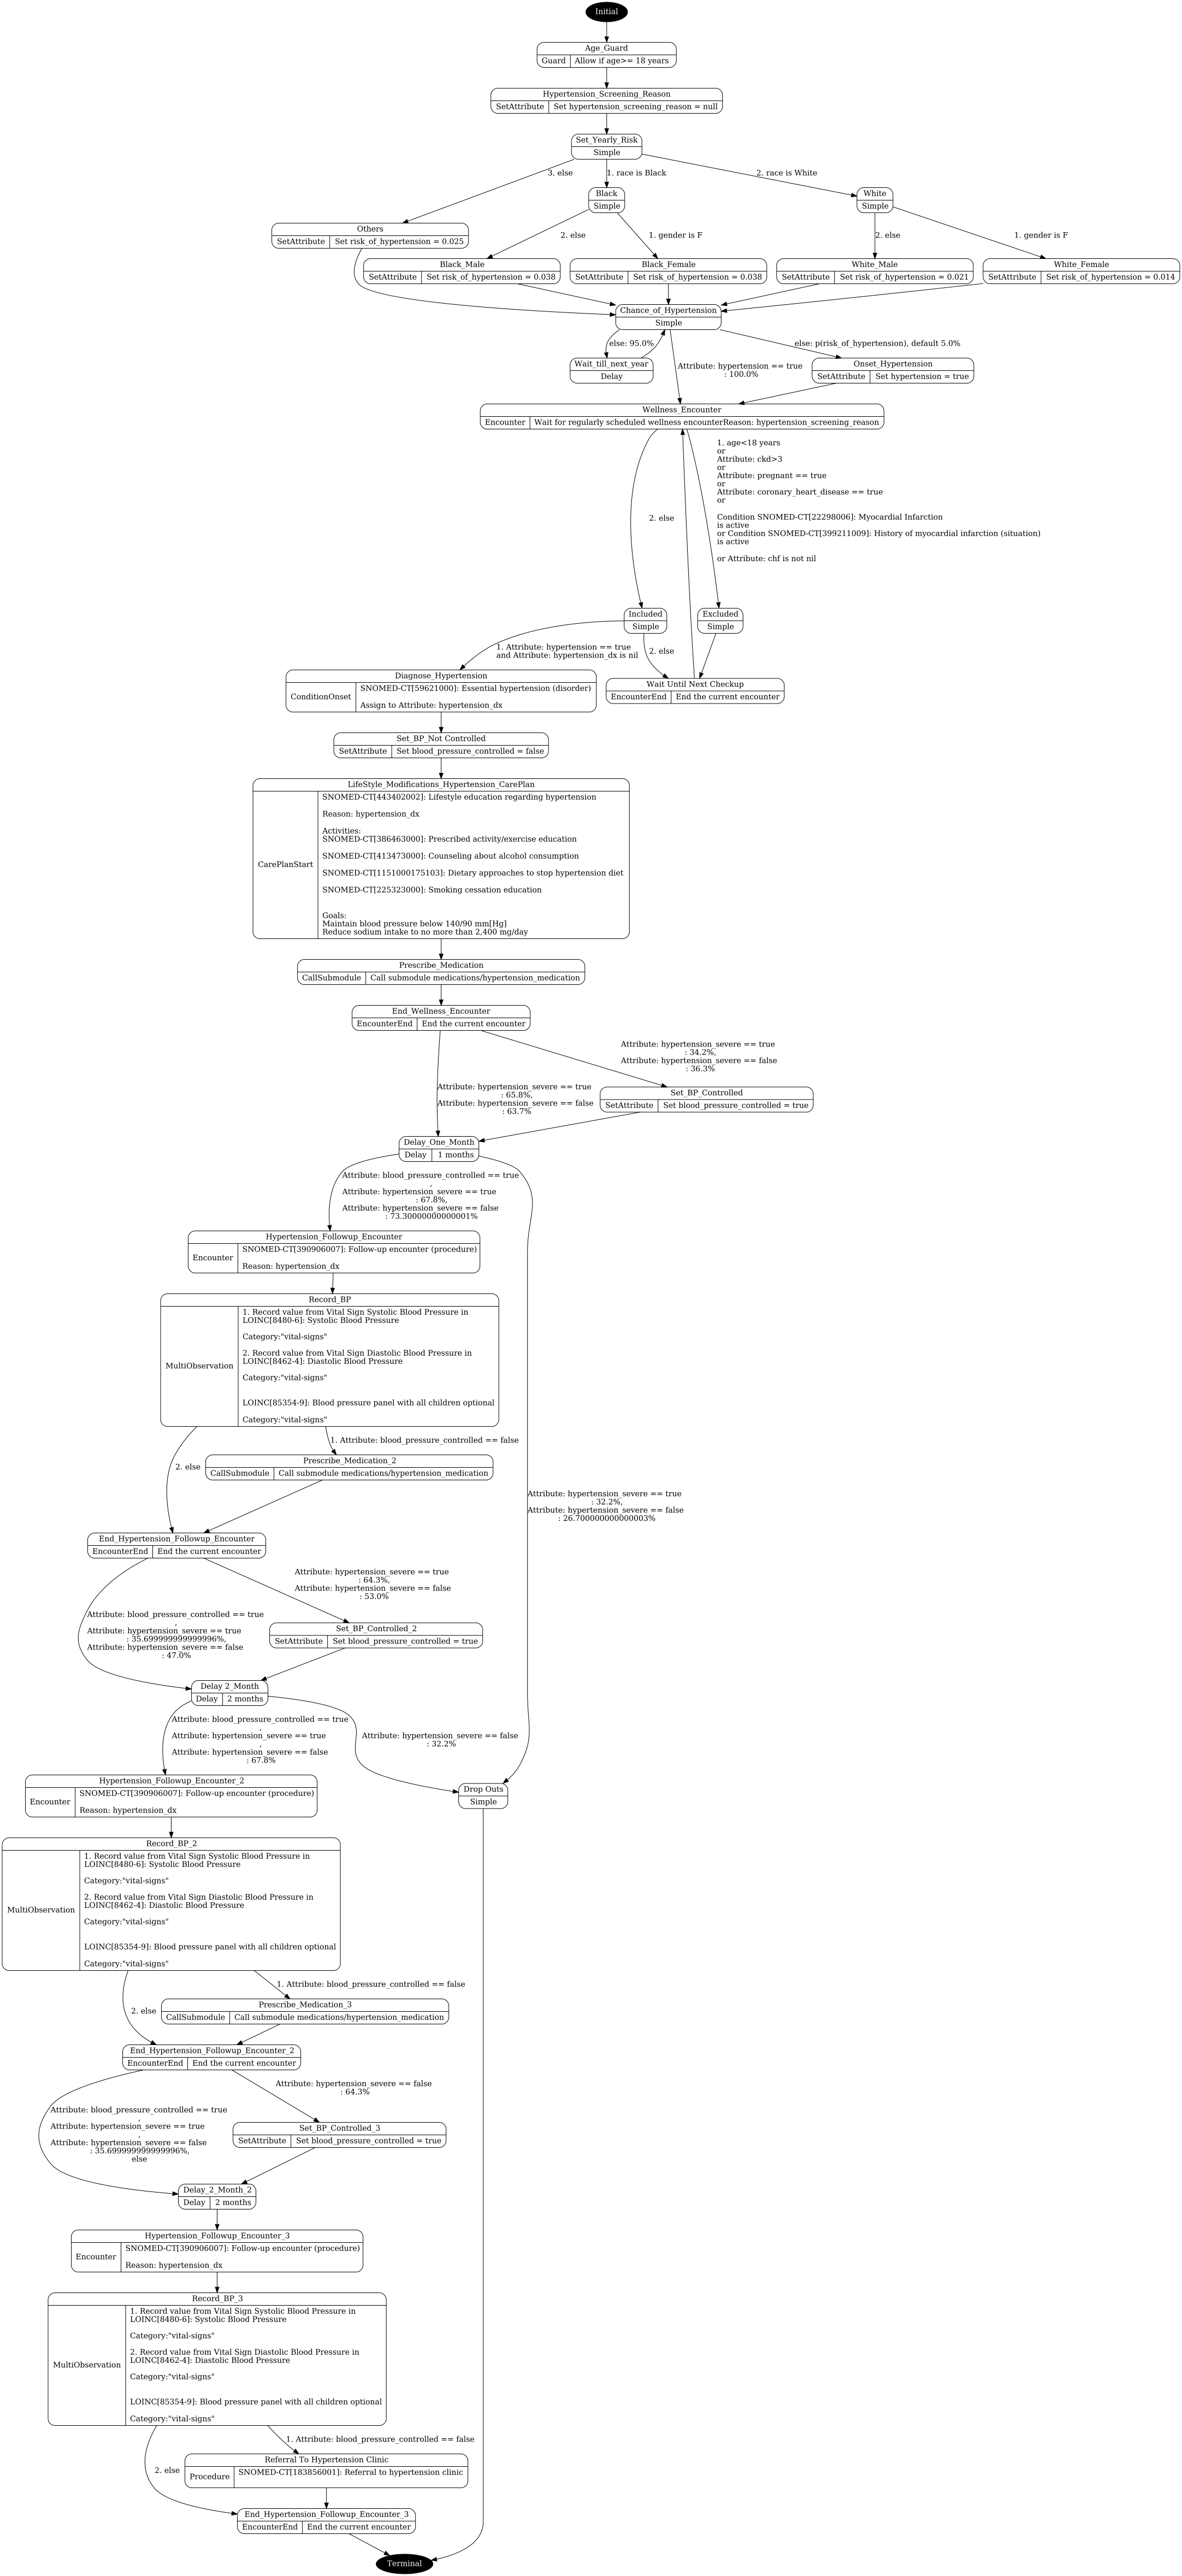 Initial
Age_Guard
Guard Allow if age>= 18 years
Hypertension_Screening_Reason
SetAttribute Set hypertension_screening_reason = null
Set_Yearly_Risk
Simple
3. else
1. race is Black
2. race is White
Black
Simple
White
Simple
Others
SetAttribute Set risk_of_hypertension = 0.025
2. else
1. gender is F
2. else
1. gender is F
Black_Male
SetAttribute Set risk_of_hypertension = 0.038
Black_Female
SetAttribute Set risk_of_hypertension = 0.038
White_Male
SetAttribute Set risk_of_hypertension = 0.021
White_Female
SetAttribute Set risk_of_hypertension = 0.014
Chance_of_Hypertension
Simple
else: 95.0%
else: p(risk_of_hypertension), default 5.0%
Wait_till_next_year
Delay
Attribute: hypertension == true
: 100.0%
Onset_Hypertension
SetAttribute Set hypertension = true
Wellness_Encounter
Encounter Wait for regularly scheduled wellness encounterReason: hypertension_screening_reason
1. age<18 years
or
Attribute: ckd>3
or
Attribute: pregnant == true
or
Attribute: coronary_heart_disease == true
or
Condition SNOMED-CT[22298006]: Myocardial Infarction
is active
or Condition SNOMED-CT[399211009]: History of myocardial infarction (situation)
is active
or Attribute: chf is not nil
2. else
Included
Simple
Excluded
Simple
1. Attribute: hypertension == true
and Attribute: hypertension_dx is nil
2. else
Diagnose_Hypertension
ConditionOnset
SNOMED-CT[59621000]: Essential hypertension (disorder)
Assign to Attribute: hypertension_dx
Wait Until Next Checkup
EncounterEnd End the current encounter
Set_BP_Not Controlled
SetAttribute Set blood_pressure_controlled = false
LifeStyle_Modifications_Hypertension_CarePlan
CarePlanStart
SNOMED-CT[443402002]: Lifestyle education regarding hypertension
Reason: hypertension_dx
Activities:
SNOMED-CT[386463000]: Prescribed activity/exercise education
SNOMED-CT[413473000]: Counseling about alcohol consumption
SNOMED-CT[1151000175103]: Dietary approaches to stop hypertension diet
SNOMED-CT[225323000]: Smoking cessation education
Goals:
Maintain blood pressure below 140/90 mm[Hg]
Reduce sodium intake to no more than 2,400 mg/day
Prescribe_Medication
CallSubmodule Call submodule medications/hypertension_medication
End_Wellness_Encounter
EncounterEnd End the current encounter
Attribute: hypertension_severe == true
: 34.2%,
Attribute: hypertension_severe == false
: 36.3%
Attribute: hypertension_severe == true
: 65.8%,
Attribute: hypertension_severe == false
: 63.7%
Set_BP_Controlled
SetAttribute Set blood_pressure_controlled = true
Delay_One_Month
Delay 1 months
Attribute: blood_pressure_controlled == true
,
Attribute: hypertension_severe == true
: 67.8%,
Attribute: hypertension_severe == false
: 73.30000000000001%
Hypertension_Followup_Encounter
Encounter
SNOMED-CT[390906007]: Follow-up encounter (procedure)
Reason: hypertension_dx
Record_BP
MultiObservation
1. Record value from Vital Sign Systolic Blood Pressure in
LOINC[8480-6]: Systolic Blood Pressure
Category:"vital-signs"
2. Record value from Vital Sign Diastolic Blood Pressure in
LOINC[8462-4]: Diastolic Blood Pressure
Category:"vital-signs"
LOINC[85354-9]: Blood pressure panel with all children optional
Category:"vital-signs"
1. Attribute: blood_pressure_controlled == false
2. else
Prescribe_Medication_2
CallSubmodule Call submodule medications/hypertension_medication
Attribute: hypertension_severe == true
: 32.2%,
Attribute: hypertension_severe == false
: 26.700000000000003%
End_Hypertension_Followup_Encounter
EncounterEnd End the current encounter
Attribute: hypertension_severe == true
: 64.3%,
Attribute: hypertension_severe == false
: 53.0%
Attribute: blood_pressure_controlled == true
,
Attribute: hypertension_severe == true
: 35.699999999999996%,
Attribute: hypertension_severe == false
: 47.0%
Set_BP_Controlled_2
SetAttribute Set blood_pressure_controlled = true
Delay 2_Month
Delay 2 months
Attribute: blood_pressure_controlled == true
,
Attribute: hypertension_severe == true
,
Attribute: hypertension_severe == false
: 67.8%
Attribute: hypertension_severe == false
: 32.2%
Hypertension_Followup_Encounter_2
Encounter
SNOMED-CT[390906007]: Follow-up encounter (procedure)
Reason: hypertension_dx
Drop Outs
Simple
Record_BP_2
MultiObservation
1. Record value from Vital Sign Systolic Blood Pressure in
LOINC[8480-6]: Systolic Blood Pressure
Category:"vital-signs"
2. Record value from Vital Sign Diastolic Blood Pressure in
LOINC[8462-4]: Diastolic Blood Pressure
Category:"vital-signs"
LOINC[85354-9]: Blood pressure panel with all children optional
Category:"vital-signs"
1. Attribute: blood_pressure_controlled == false
2. else
Prescribe_Medication_3
CallSubmodule Call submodule medications/hypertension_medication
End_Hypertension_Followup_Encounter_2
EncounterEnd End the current encounter
Attribute: hypertension_severe == false
: 64.3%
Attribute: blood_pressure_controlled == true
,
Attribute: hypertension_severe == true
,
Attribute: hypertension_severe == false
: 35.699999999999996%,
else
Set_BP_Controlled_3
SetAttribute Set blood_pressure_controlled = true
Delay_2_Month_2
Delay 2 months
Hypertension_Followup_Encounter_3
Encounter
SNOMED-CT[390906007]: Follow-up encounter (procedure)
Reason: hypertension_dx
Record_BP_3
MultiObservation
1. Record value from Vital Sign Systolic Blood Pressure in
LOINC[8480-6]: Systolic Blood Pressure
Category:"vital-signs"
2. Record value from Vital Sign Diastolic Blood Pressure in
LOINC[8462-4]: Diastolic Blood Pressure
Category:"vital-signs"
LOINC[85354-9]: Blood pressure panel with all children optional
Category:"vital-signs"
1. Attribute: blood_pressure_controlled == false
2. else
Referral To Hypertension Clinic
Procedure SNOMED-CT[183856001]: Referral to hypertension clinic
End_Hypertension_Followup_Encounter_3
EncounterEnd End the current encounter
Terminal